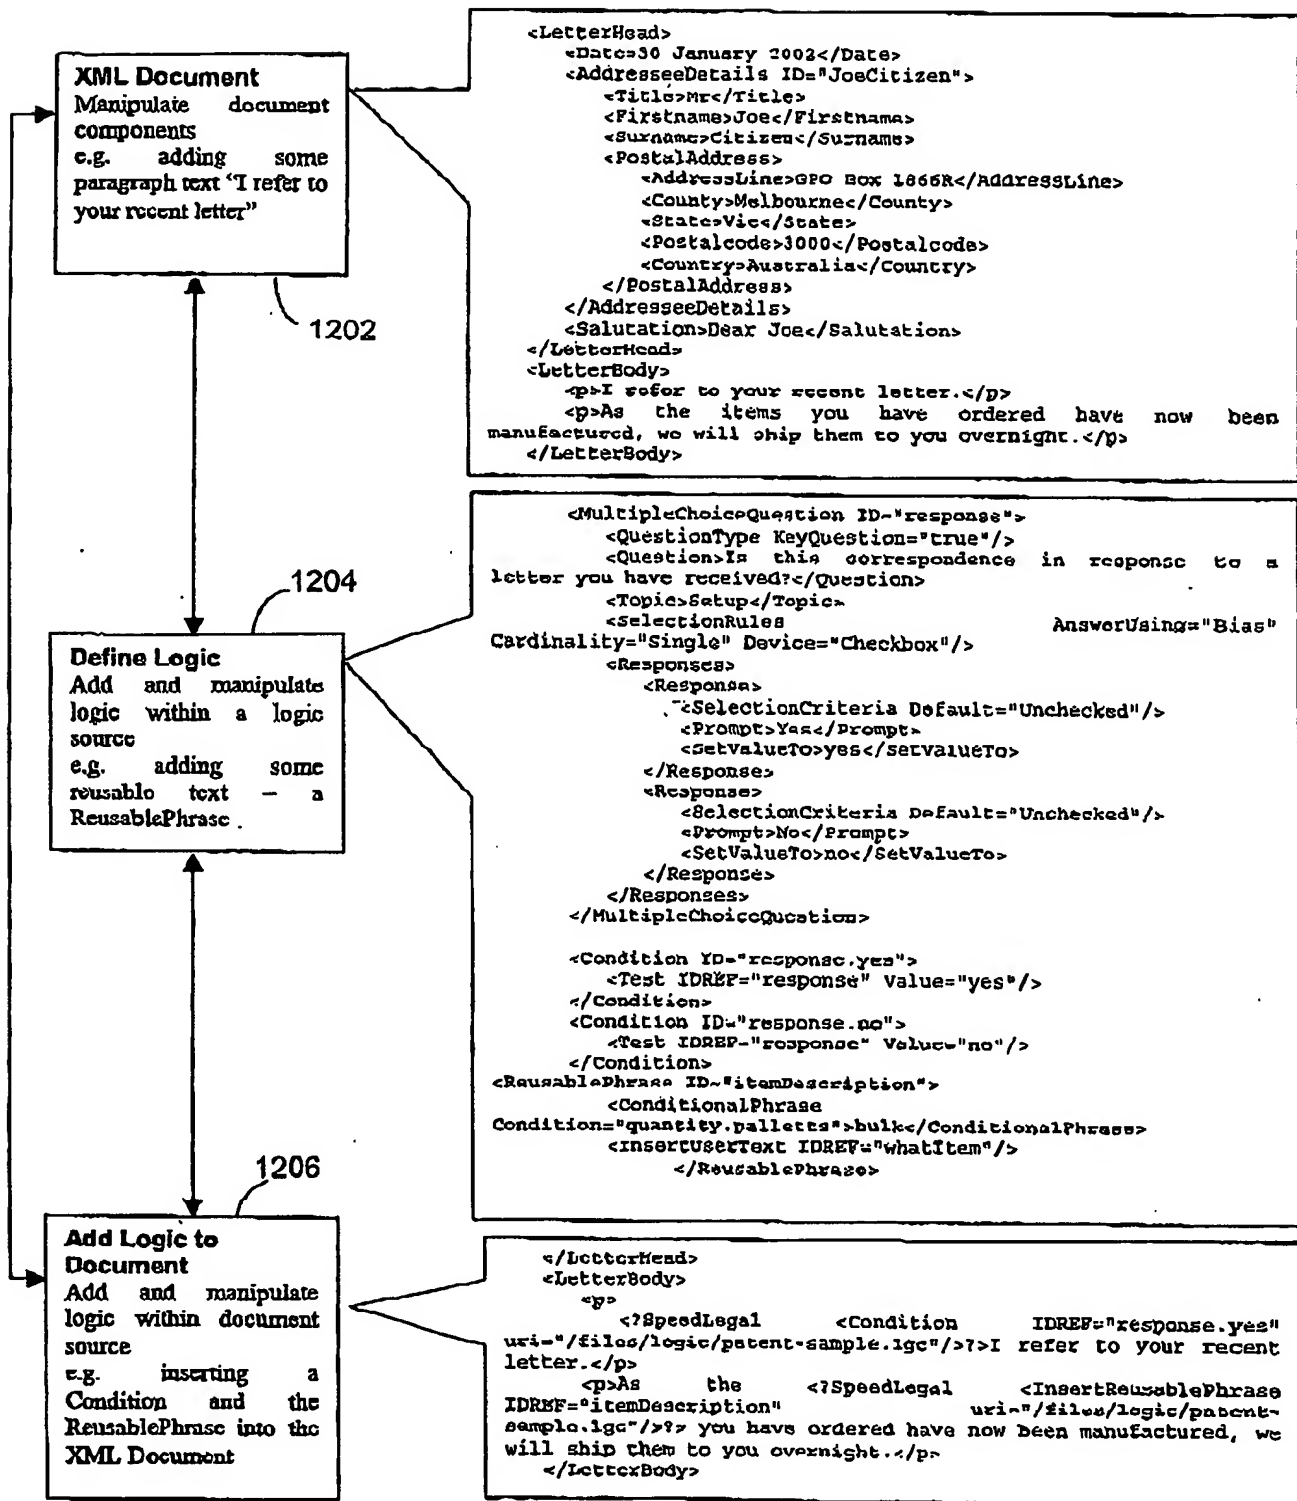 XML Document
Manipulate document
components
e.g. adding some
paragraph text "I refer to
your recent letter"
1202
<LetterHead>
<Date>30 January 2002</Date>
<AddresseeDetails ID="JoeCitizen">
<Title>Mr</Title>
<Firstname>Joe</Firstname>
<Surname>Citizen</Surname>
<PostalAddress>
<AddressLine>GPO Box 1866R</AddressLine>
<County>Melbourne</County>
<State>Vic</State>
<Postalcode>3000</Postalcode>
<Country>Australia</Country>
</PostalAddress>
</AddresseeDetails>
<Salutation>Dear Joe</Salutation>
</LetterHead>
<LetterBody>
<p>I refer to your recent letter.</p>
<p>As the items you have ordered have now been
manufactured, we will ship them to you overnight.</p>
</LetterBody>
1204
Define Logic
Add and manipulate
logic within a logic
source
e.g. adding some
reusable text – a
ReusablePhrase
<MultipleChoiceQuestion ID="response">
<QuestionType KeyQuestion="true"/>
<Question>Is this correspondence in response to a
letter you have received?</Question>
<Topic>Setup</Topic>
<SelectionRules AnswerUsing="Bias"
Cardinality="Single" Device="Checkbox"/>
<Responses>
<Response>
<SelectionCriteria Default="Unchecked"/>
<Prompt>Yes</Prompt>
<SetValueTo>yes</SetValueTo>
</Response>
<Response>
<SelectionCriteria Default="Unchecked"/>
<Prompt>No</Prompt>
<SetValueTo>no</SetValueTo>
</Response>
</Responses>
</MultipleChoiceQuestion>
<Condition ID="response.yes">
<Test IDREF="response" Value="yes"/>
</Condition>
<Condition ID="response.no">
<Test IDREF="response" Value="no"/>
</Condition>
<ReusablePhrase ID="itemDescription">
<ConditionalPhrase
Condition="quantity.palletts">bulk</ConditionalPhrase>
<InsertUserText IDREF="whatItem"/>
</ReusablePhrase>
1206
Add Logic to
Document
Add and manipulate
logic within document
source
e.g. inserting a
Condition and the
ReusablePhrase into the
XML Document
</LetterHead>
<LetterBody>
<p>
<?SpeedLegal <Condition IDREF="response.yes"
uri="/files/logic/patent-sample.lgc"/>?>I refer to your recent
letter.</p>
<p>As the <?SpeedLegal <InsertReusablePhrase
IDREF="itemDescription" uri="/files/logic/patent-
sample.lgc"/>?> you have ordered have now been manufactured, we
will ship them to you overnight.</p>
</LetterBody>